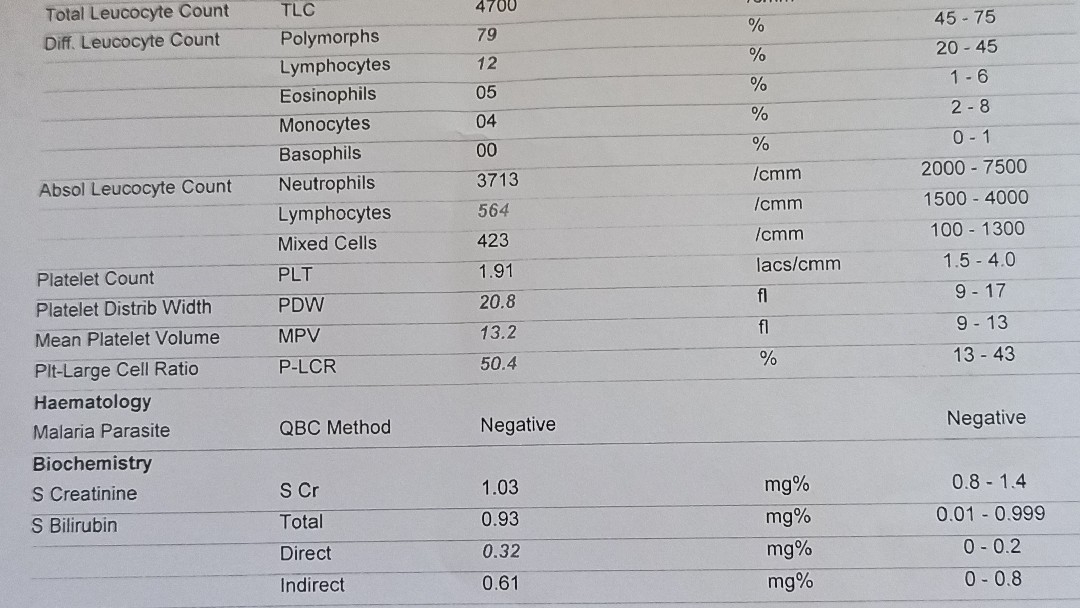 Total Leucocyte Count TLC 4700
Diff. Leucocyte Count Polymorphs 79 % 45 - 75
Lymphocytes 12 % 20 - 45
Eosinophils 05 % 1 - 6
Monocytes 04 % 2 - 8
Basophils 00 % 0 - 1
Absol Leucocyte Count Neutrophils 3713 /cmm 2000 - 7500
Lymphocytes 564 /cmm 1500 - 4000
Mixed Cells 423 /cmm 100 - 1300
Platelet Count PLT 1.91 lacs/cmm 1.5 - 4.0
Platelet Distrib Width PDW 20.8 fl 9 - 17
Mean Platelet Volume MPV 13.2 fl 9 - 13
Plt-Large Cell Ratio P-LCR 50.4 % 13 - 43
Haematology
Malaria Parasite QBC Method Negative Negative
Biochemistry
S Creatinine S Cr 1.03 mg% 0.8 - 1.4
S Bilirubin Total 0.93 mg% 0.01 - 0.999
Direct 0.32 mg% 0 - 0.2
Indirect 0.61 mg% 0 - 0.8